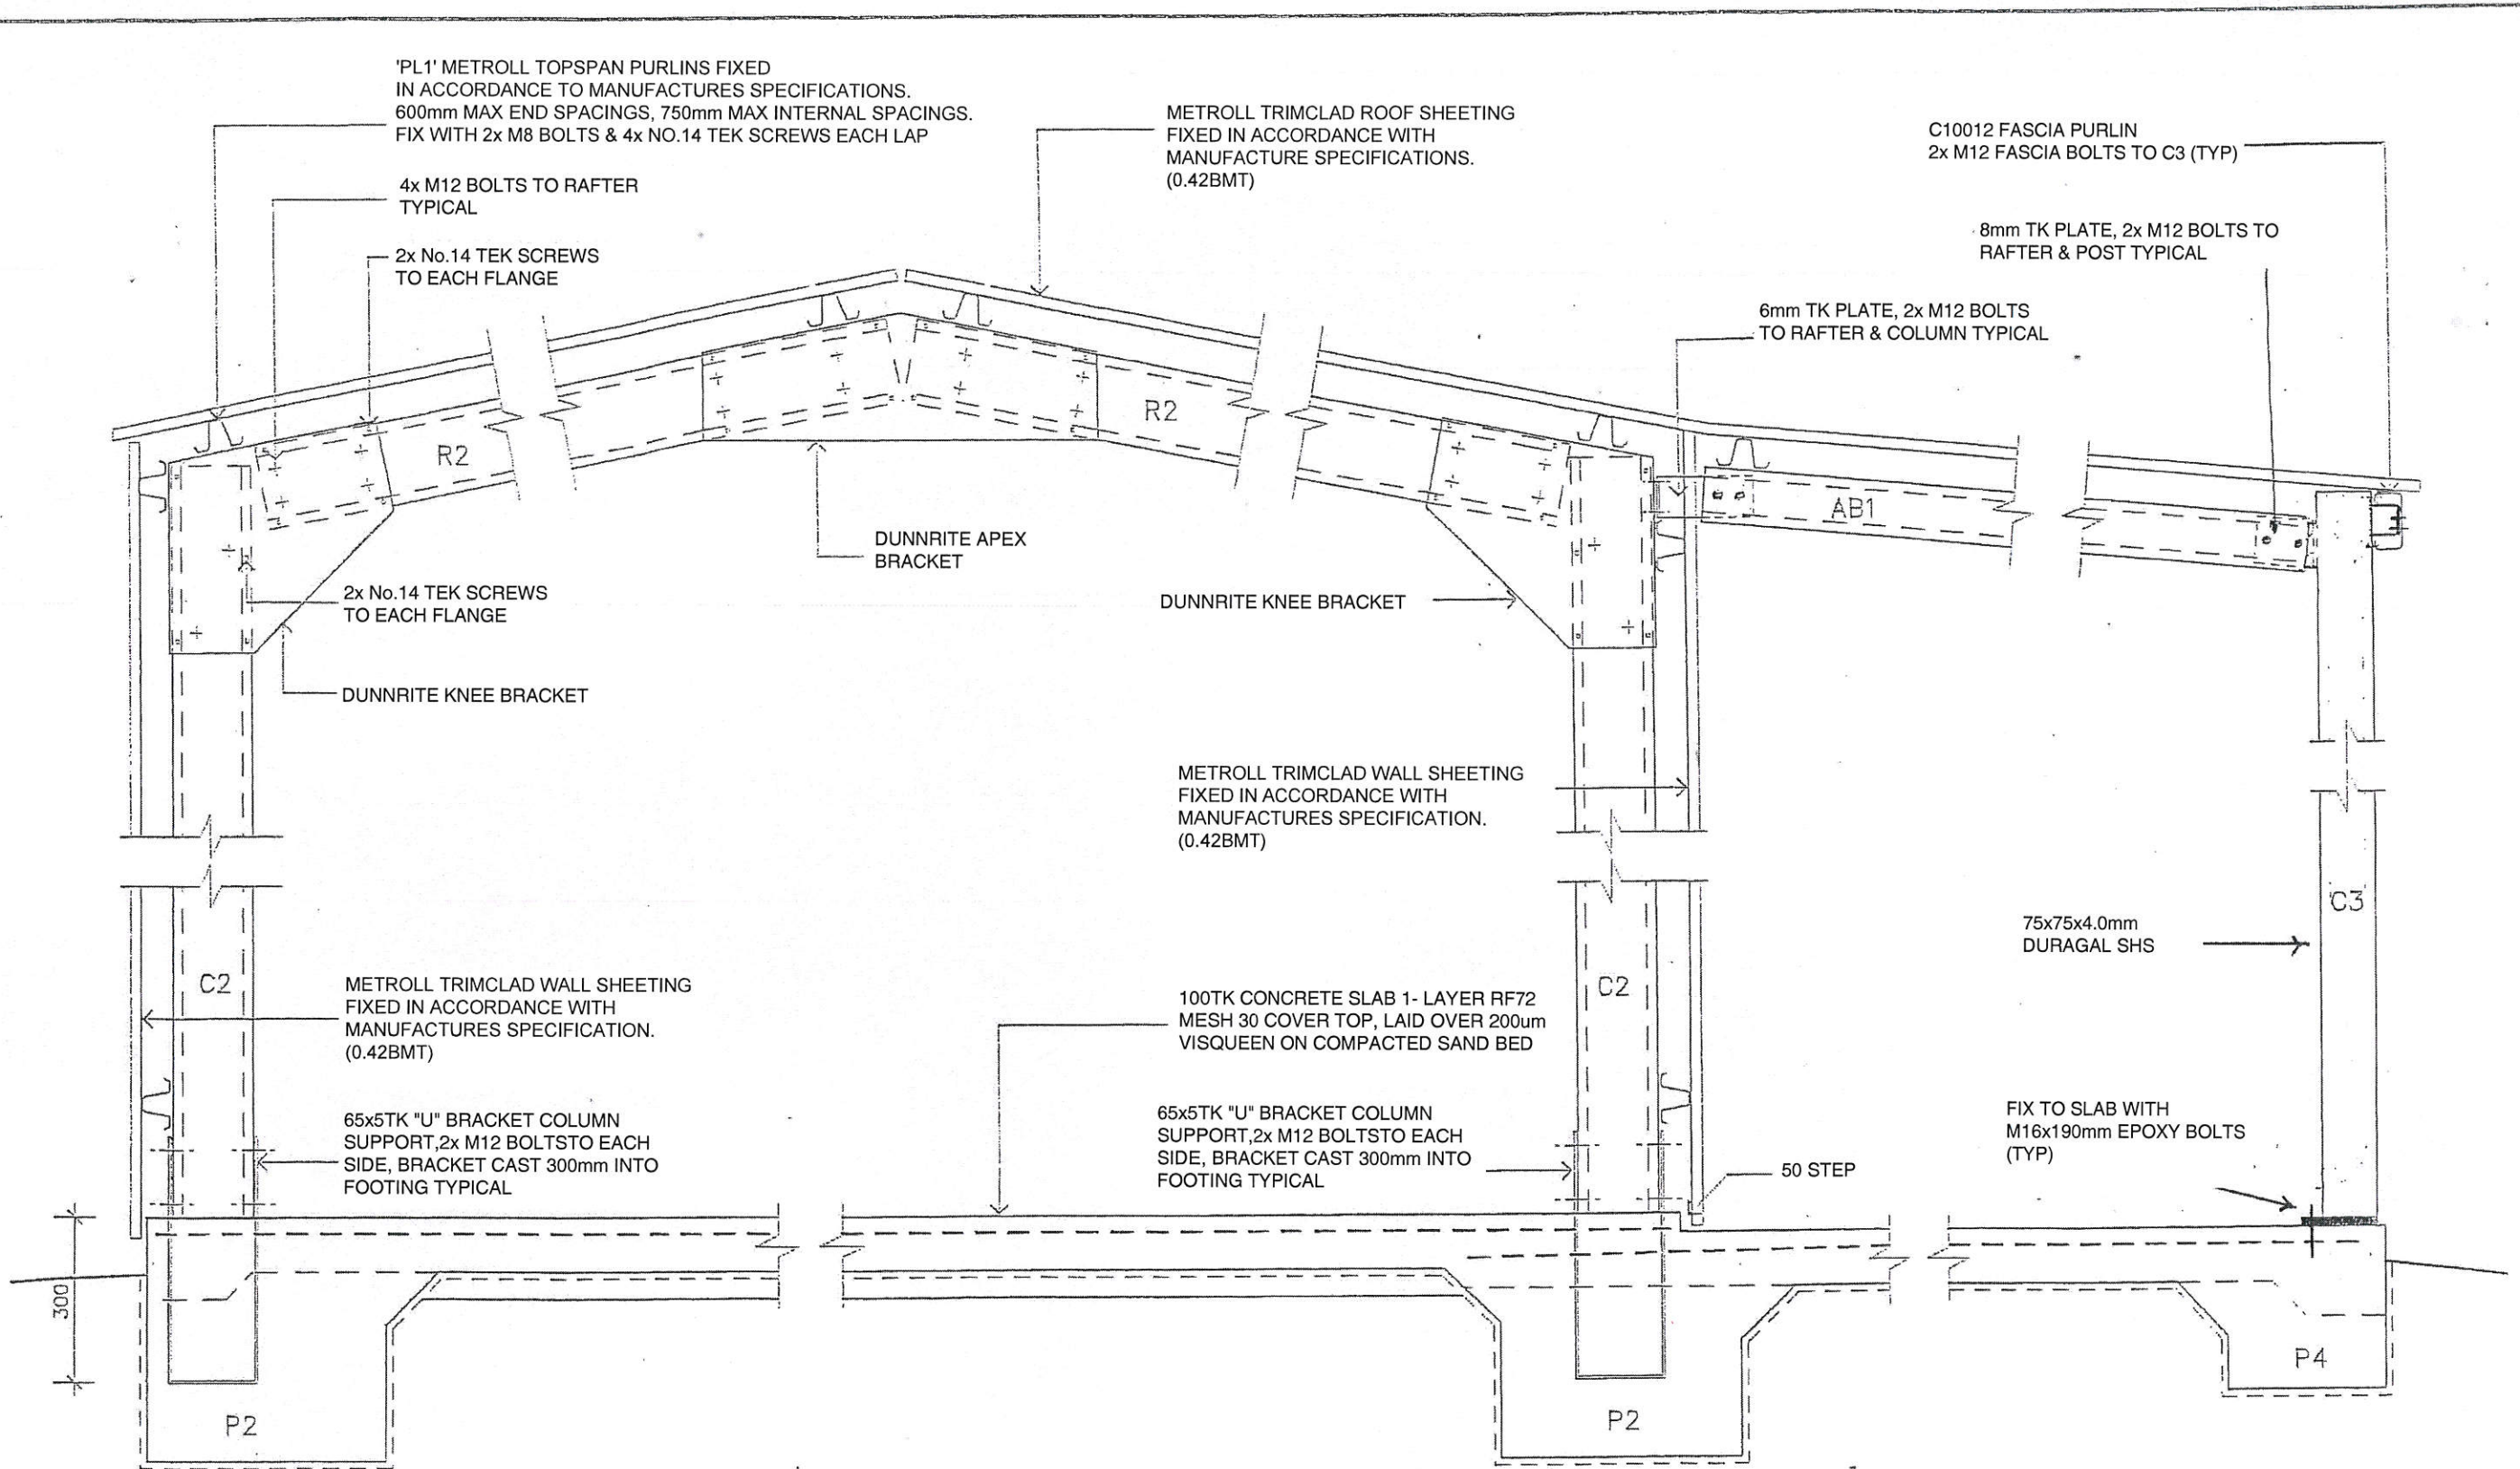 'PL1' METROLL TOPSPAN PURLINS FIXED
IN ACCORDANCE TO MANUFACTURES SPECIFICATIONS.
600mm MAX END SPACINGS, 750mm MAX INTERNAL SPACINGS.
FIX WITH 2x M8 BOLTS & 4x NO.14 TEK SCREWS EACH LAP
4x M12 BOLTS TO RAFTER
TYPICAL
2x No.14 TEK SCREWS
TO EACH FLANGE
METROLL TRIMCLAD ROOF SHEETING
FIXED IN ACCORDANCE WITH
MANUFACTURE SPECIFICATIONS.
(0.42BMT)
C10012 FASCIA PURLIN
2x M12 FASCIA BOLTS TO C3 (TYP)
8mm TK PLATE, 2x M12 BOLTS TO
RAFTER & POST TYPICAL
6mm TK PLATE, 2x M12 BOLTS
TO RAFTER & COLUMN TYPICAL
R2
R2
AB1
DUNNRITE APEX
BRACKET
2x No.14 TEK SCREWS
TO EACH FLANGE
DUNNRITE KNEE BRACKET
DUNNRITE KNEE BRACKET
METROLL TRIMCLAD WALL SHEETING
FIXED IN ACCORDANCE WITH
MANUFACTURES SPECIFICATION.
(0.42BMT)
C3
75x75x4.0mm
DURAGAL SHS
C2
METROLL TRIMCLAD WALL SHEETING
FIXED IN ACCORDANCE WITH
MANUFACTURES SPECIFICATION.
(0.42BMT)
100TK CONCRETE SLAB 1- LAYER RF72
MESH 30 COVER TOP, LAID OVER 200um
VISQUEEN ON COMPACTED SAND BED
C2
65x5TK "U" BRACKET COLUMN
SUPPORT,2x M12 BOLTSTO EACH
SIDE, BRACKET CAST 300mm INTO
FOOTING TYPICAL
65x5TK "U" BRACKET COLUMN
SUPPORT,2x M12 BOLTSTO EACH
SIDE, BRACKET CAST 300mm INTO
FOOTING TYPICAL
50 STEP
FIX TO SLAB WITH
M16x190mm EPOXY BOLTS
(TYP)
300
P2
P2
P4